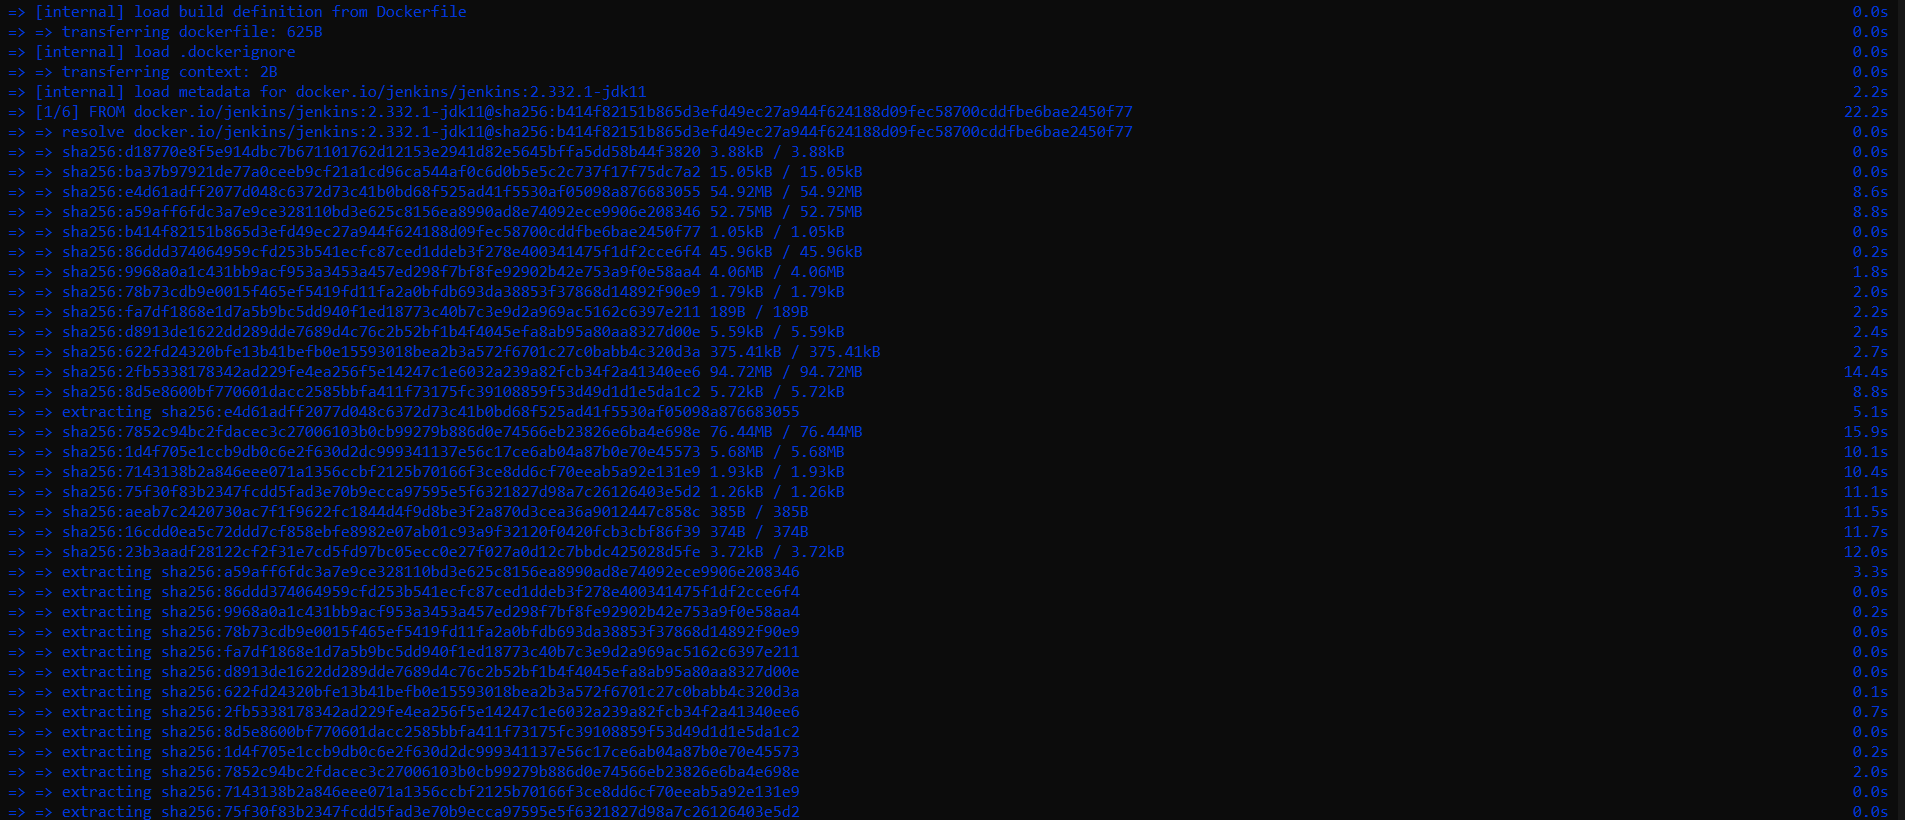 => [internal] load build definition from Dockerfile 0.0s
=> => transferring dockerfile: 625B 0.0s
=> [internal] load .dockerignore 0.0s
=> => transferring context: 2B 0.0s
=> [internal] load metadata for docker.io/jenkins/jenkins:2.332.1-jdk11 2.2s
=> [1/6] FROM docker.io/jenkins/jenkins:2.332.1-jdk11@sha256:b414f82151b865d3efd49ec27a944f624188d09fec58700cddfbe6bae2450f77 22.2s
=> => resolve docker.io/jenkins/jenkins:2.332.1-jdk11@sha256:b414f82151b865d3efd49ec27a944f624188d09fec58700cddfbe6bae2450f77 0.0s
=> => sha256:d18770e8f5e914dbc7b671101762d12153e2941d82e5645bffa5dd58b44f3820 3.88kB / 3.88kB 0.0s
=> => sha256:ba37b97921de77a0ceeb9cf21a1cd96ca544af0c6d0b5e5c2c737f17f75dc7a2 15.05kB / 15.05kB 0.0s
=> => sha256:e4d61adff2077d048c6372d73c41b0bd68f525ad41f5530af05098a876683055 54.92MB / 54.92MB 8.6s
=> => sha256:a59aff6fdc3a7e9ce328110bd3e625c8156ea8990ad8e74092ece9906e208346 52.75MB / 52.75MB 8.8s
=> => sha256:b414f82151b865d3efd49ec27a944f624188d09fec58700cddfbe6bae2450f77 1.05kB / 1.05kB 0.0s
=> => sha256:86ddd374064959cfd253b541ecfc87ced1ddeb3f278e400341475f1df2cce6f4 45.96kB / 45.96kB 0.2s
=> => sha256:9968a0a1c431bb9acf953a3453a457ed298f7bf8fe92902b42e753a9f0e58aa4 4.06MB / 4.06MB 1.8s
=> => sha256:78b73cdb9e0015f465ef5419fd11fa2a0bfdb693da38853f37868d14892f90e9 1.79kB / 1.79kB 2.0s
=> => sha256:fa7df1868e1d7a5b9bc5dd940f1ed18773c40b7c3e9d2a969ac5162c6397e211 189B / 189B 2.2s
=> => sha256:d8913de1622dd289dde7689d4c76c2b52bf1b4f4045efa8ab95a80aa8327d00e 5.59kB / 5.59kB 2.4s
=> => sha256:622fd24320bfe13b41befb0e15593018bea2b3a572f6701c27c0babb4c320d3a 375.41kB / 375.41kB 2.7s
=> => sha256:2fb5338178342ad229fe4ea256f5e14247c1e6032a239a82fcb34f2a41340ee6 94.72MB / 94.72MB 14.4s
=> => sha256:8d5e8600bf770601dacc2585bbfa411f73175fc39108859f53d49d1d1e5da1c2 5.72kB / 5.72kB 8.8s
=> => extracting sha256:e4d61adff2077d048c6372d73c41b0bd68f525ad41f5530af05098a876683055 5.1s
=> => sha256:7852c94bc2fdacec3c27006103b0cb99279b886d0e74566eb23826e6ba4e698e 76.44MB / 76.44MB 15.9s
=> => sha256:1d4f705e1ccb9db0c6e2f630d2dc999341137e56c17ce6ab04a87b0e70e45573 5.68MB / 5.68MB 10.1s
=> => sha256:7143138b2a846eee071a1356ccbf2125b70166f3ce8dd6cf70eeab5a92e131e9 1.93kB / 1.93kB 10.4s
=> => sha256:75f30f83b2347fcdd5fad3e70b9ecca97595e5f6321827d98a7c26126403e5d2 1.26kB / 1.26kB 11.1s
=> => sha256:aeab7c2420730ac7f1f9622fc1844d4f9d8be3f2a870d3cea36a9012447c858c 385B / 385B 11.5s
=> => sha256:16cdd0ea5c72ddd7cf858ebfe8982e07ab01c93a9f32120f0420fcb3cbf86f39 374B / 374B 11.7s
=> => sha256:23b3aadf28122cf2f31e7cd5fd97bc05ecc0e27f027a0d12c7bbdc425028d5fe 3.72kB / 3.72kB 12.0s
=> => extracting sha256:a59aff6fdc3a7e9ce328110bd3e625c8156ea8990ad8e74092ece9906e208346 3.3s
=> => extracting sha256:86ddd374064959cfd253b541ecfc87ced1ddeb3f278e400341475f1df2cce6f4 0.0s
=> => extracting sha256:9968a0a1c431bb9acf953a3453a457ed298f7bf8fe92902b42e753a9f0e58aa4 0.2s
=> => extracting sha256:78b73cdb9e0015f465ef5419fd11fa2a0bfdb693da38853f37868d14892f90e9 0.0s
=> => extracting sha256:fa7df1868e1d7a5b9bc5dd940f1ed18773c40b7c3e9d2a969ac5162c6397e211 0.0s
=> => extracting sha256:d8913de1622dd289dde7689d4c76c2b52bf1b4f4045efa8ab95a80aa8327d00e 0.0s
=> => extracting sha256:622fd24320bfe13b41befb0e15593018bea2b3a572f6701c27c0babb4c320d3a 0.1s
=> => extracting sha256:2fb5338178342ad229fe4ea256f5e14247c1e6032a239a82fcb34f2a41340ee6 0.7s
=> => extracting sha256:8d5e8600bf770601dacc2585bbfa411f73175fc39108859f53d49d1d1e5da1c2 0.0s
=> => extracting sha256:1d4f705e1ccb9db0c6e2f630d2dc999341137e56c17ce6ab04a87b0e70e45573 0.2s
=> => extracting sha256:7852c94bc2fdacec3c27006103b0cb99279b886d0e74566eb23826e6ba4e698e 2.0s
=> => extracting sha256:7143138b2a846eee071a1356ccbf2125b70166f3ce8dd6cf70eeab5a92e131e9 0.0s
=> => extracting sha256:75f30f83b2347fcdd5fad3e70b9ecca97595e5f6321827d98a7c26126403e5d2 0.0s